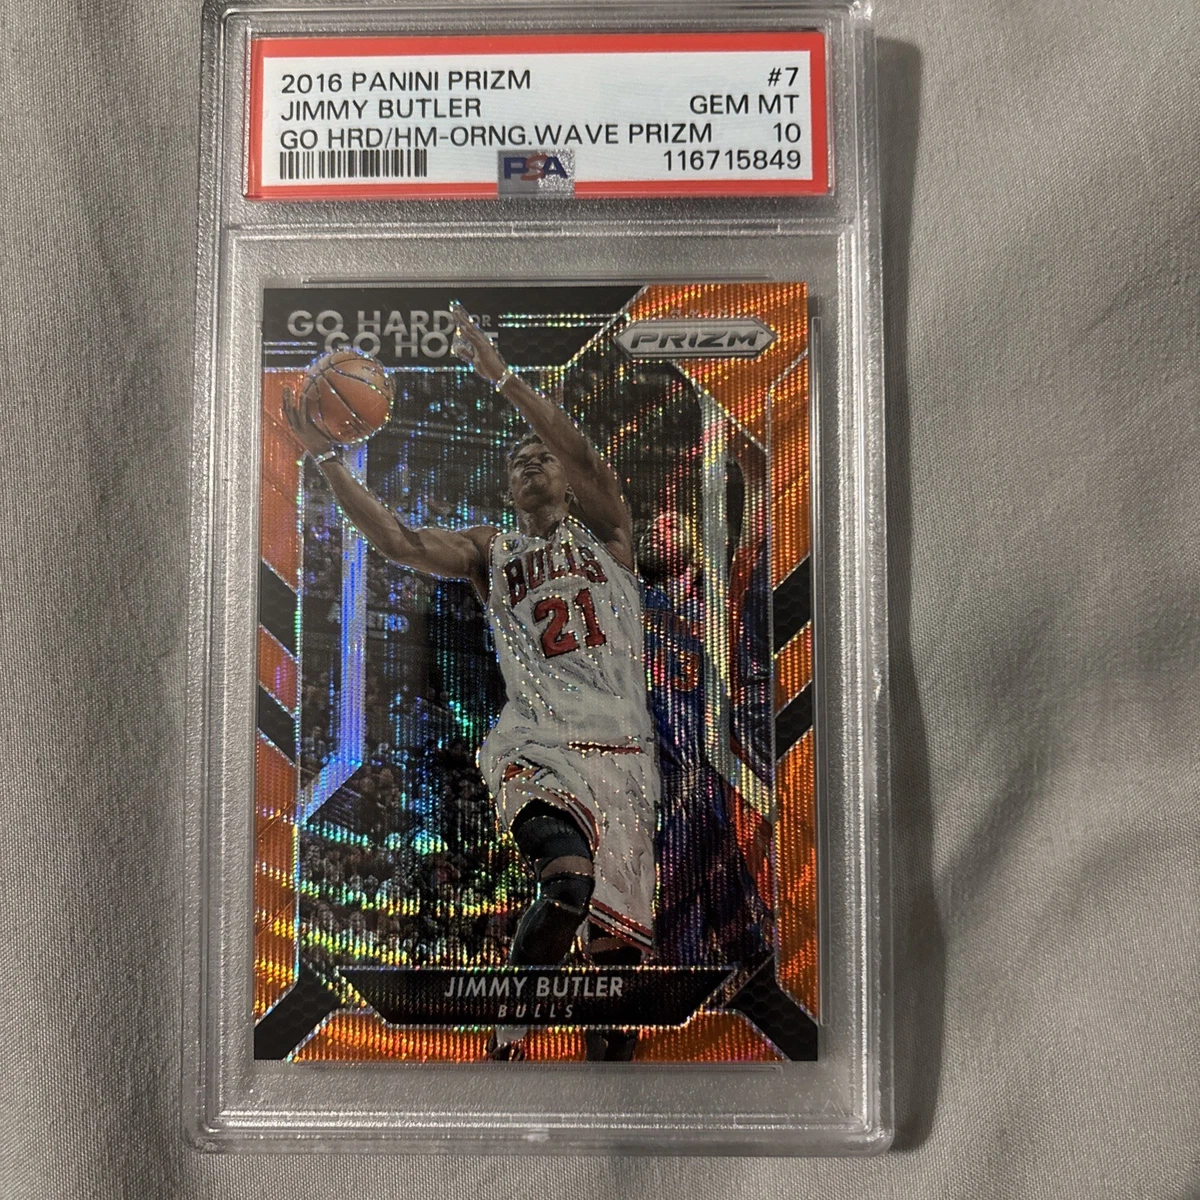 2016 PANINI PRIZM #7
JIMMY BUTLER GEM MT
GO HRD/HM-ORNG.WAVE PRIZM 10
PSA 116715849
GO HARD OR
GO HOME
PRIZM
BULLS
21
JIMMY BUTLER
BULLS